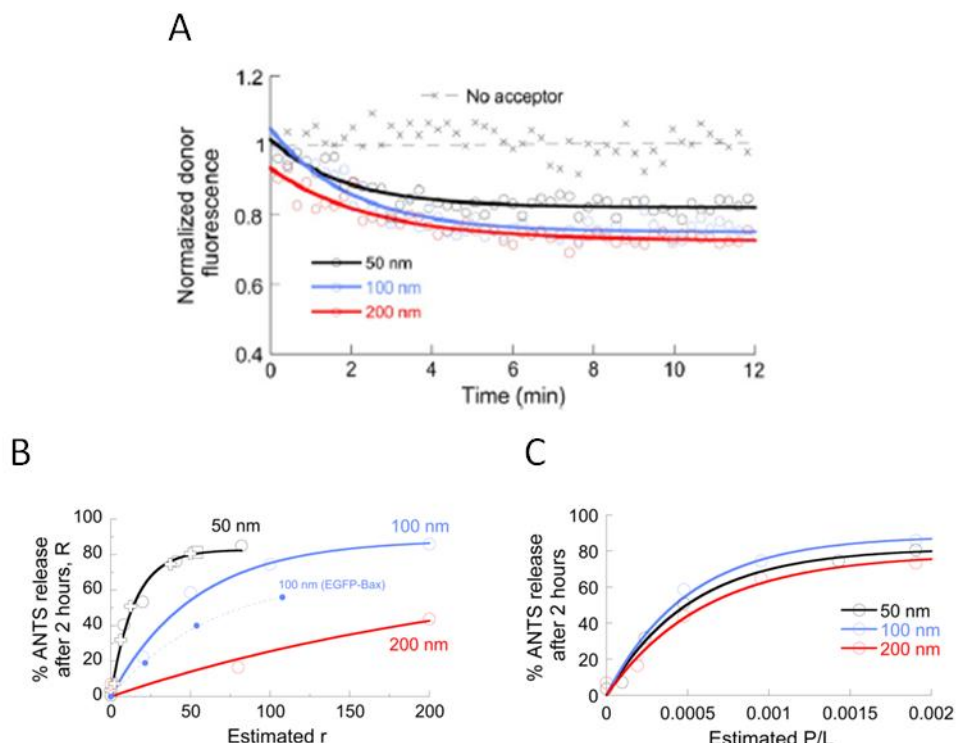 A
Normalized donor
fluorescence
1.2
1
0.8
0.6
0.4
No acceptor
50 nm
100 nm
200 nm
0 2 4 6 8 10 12
Time (min)
B
% ANTS release
after 2 hours, R
100
80
60
40
20
0
50 nm
100 nm
100 nm (EGFP-Bax)
200 nm
0 50 100 150 200
Estimated r
C
% ANTS release
after 2 hours
100
80
60
40
20
0
50 nm
100 nm
200 nm
0 0.0005 0.001 0.0015 0.002
Estimated P/L